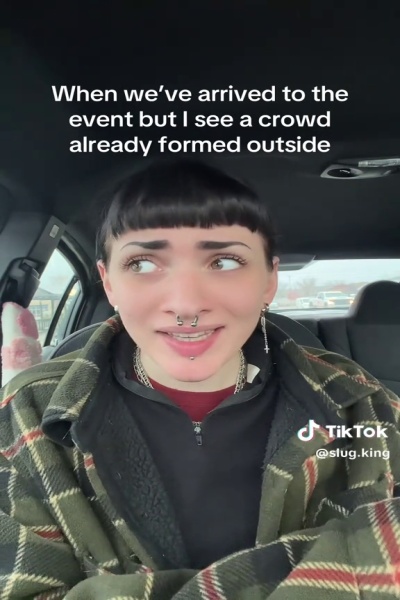 When we've arrived to the
event but I see a crowd
already formed outside
TikTok
@slug.king